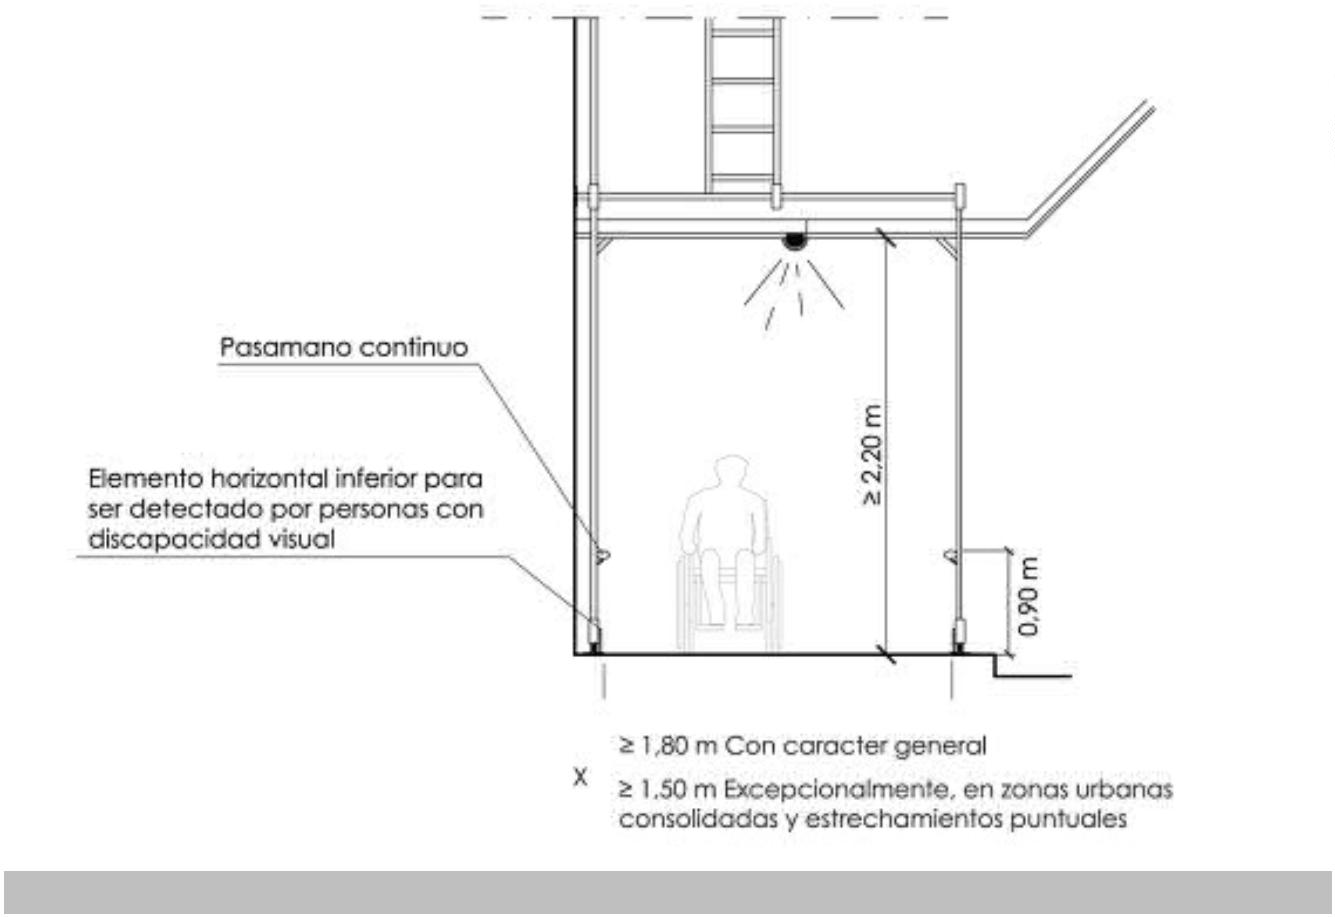 Pasamano continuo
≥ 2,20 m
Elemento horizontal inferior para
ser detectado por personas con
discapacidad visual
0,90 m
≥ 1,80 m Con caracter general
X
≥ 1.50 m Excepcionalmente, en zonas urbanas
consolidadas y estrechamientos puntuales